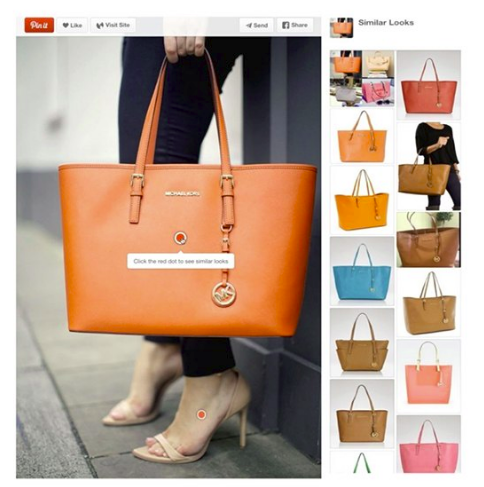 Pin it
Like
Visit Site
Send
Share
Similar Looks
MICHAEL KORS
Click the red dot to see similar looks